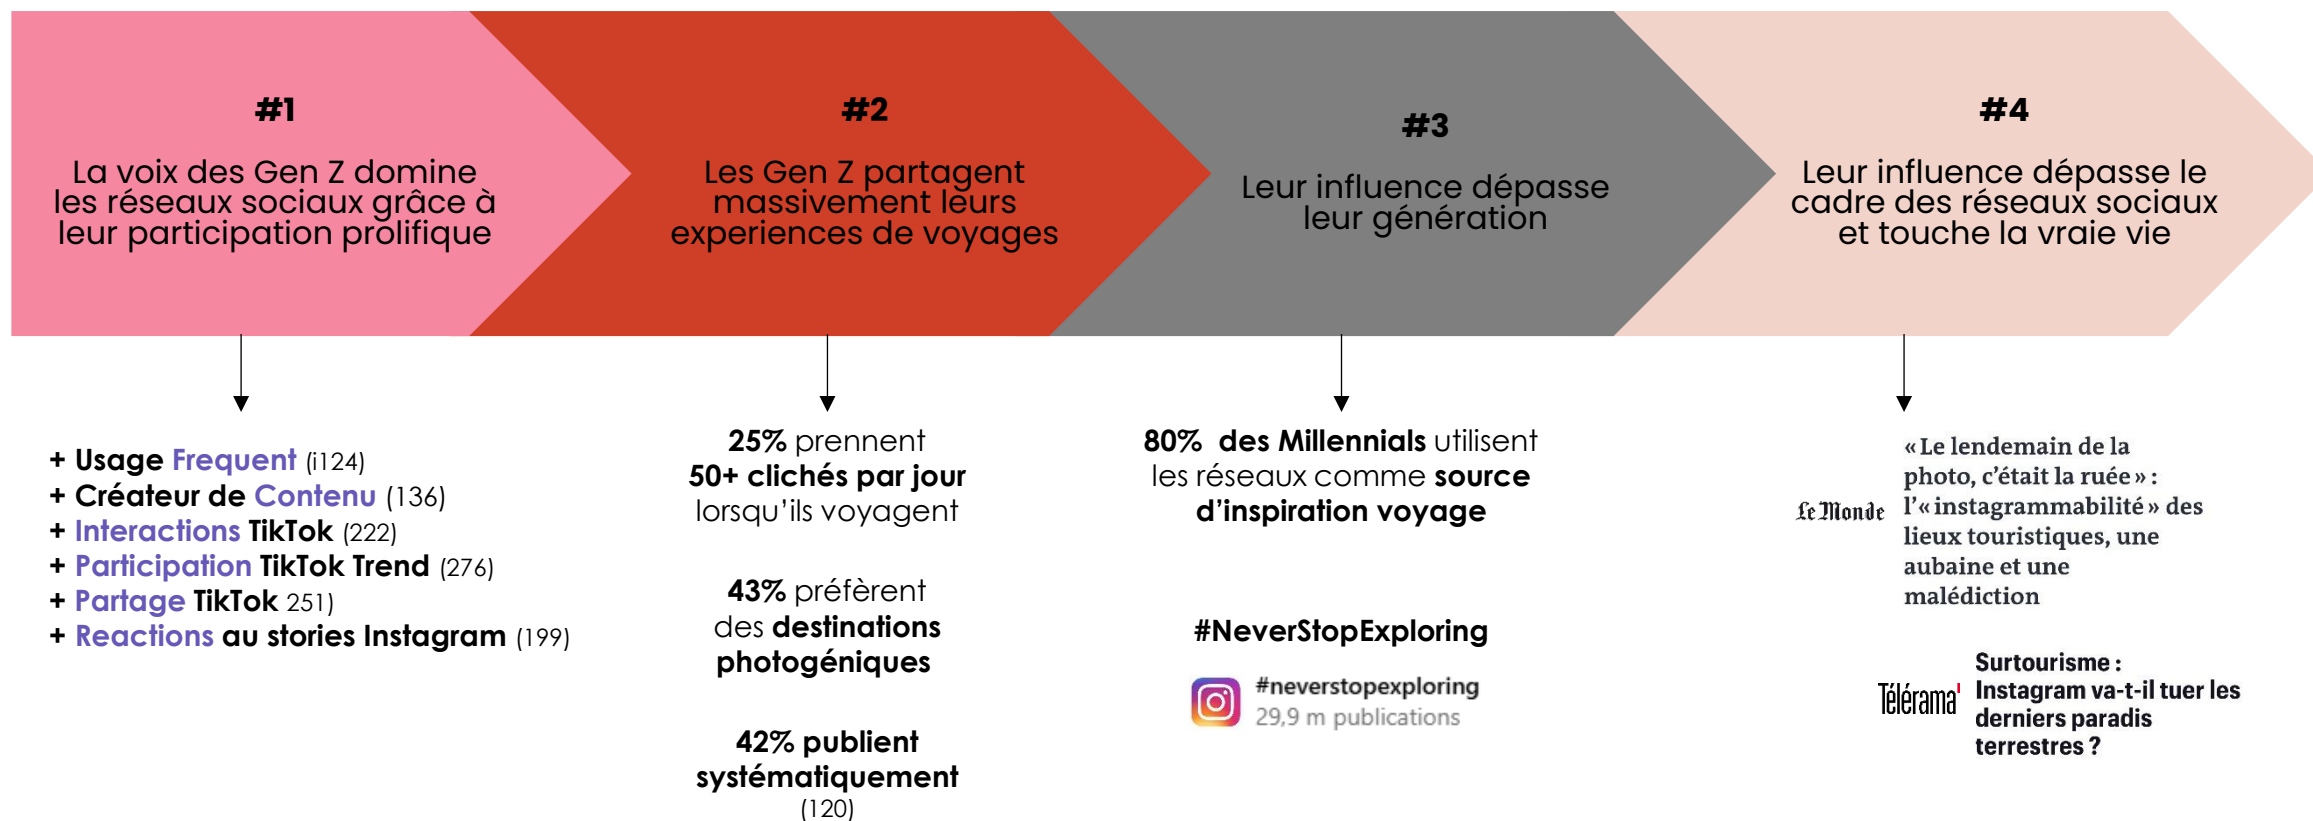 #1
La voix des Gen Z domine
les réseaux sociaux grâce à
leur participation prolifique
#2
Les Gen Z partagent
massivement leurs
experiences de voyages
#3
Leur influence dépasse
leur génération
#4
Leur influence dépasse le
cadre des réseaux sociaux
et touche la vraie vie
+ Usage Frequent (i124)
+ Créateur de Contenu (136)
+ Interactions TikTok (222)
+ Participation TikTok Trend (276)
+ Partage TikTok 251)
+ Reactions au stories Instagram (199)
25% prennent
50+ clichés par jour
lorsqu'ils voyagent
43% préfèrent
des destinations
photogéniques
42% publient
systématiquement
(120)
80% des Millennials utilisent
les réseaux comme source
d'inspiration voyage
#NeverStopExploring
#neverstopexploring
29,9 m publications
Le Monde
« Le lendemain de la
photo, c'était la ruée » :
l'« instagrammabilité » des
lieux touristiques, une
aubaine et une
malédiction
Télérama'
Surtourisme :
Instagram va-t-il tuer les
derniers paradis
terrestres ?